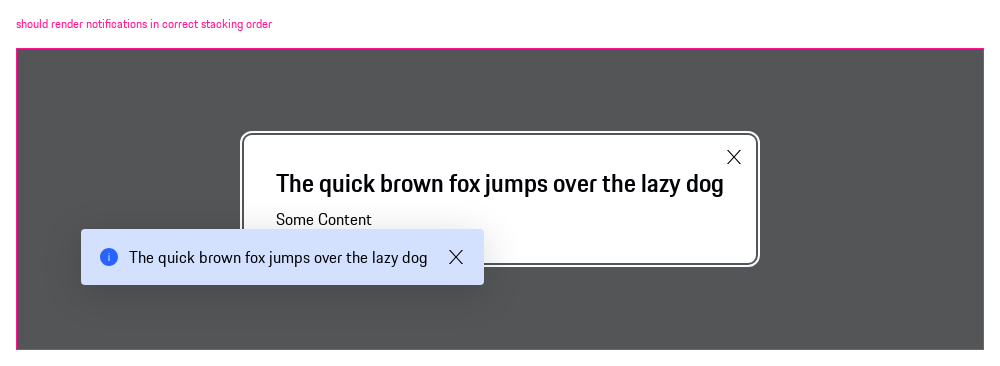 should render notifications in correct stacking order
The quick brown fox jumps over the lazy dog
Some Content
The quick brown fox jumps over the lazy dog